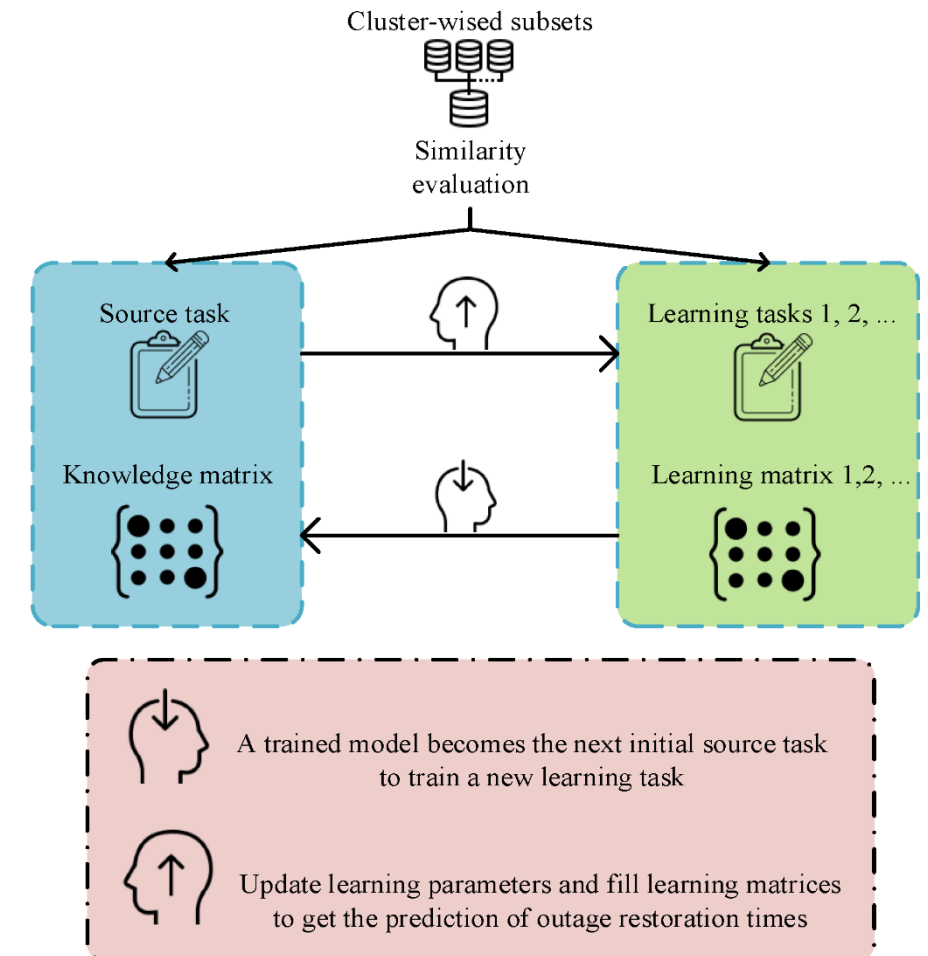 Cluster-wised subsets
Similarity
evaluation
Source task
Learning tasks 1, 2, ...
Knowledge matrix
Learning matrix 1,2, ...
A trained model becomes the next initial source task
to train a new learning task
Update learning parameters and fill learning matrices
to get the prediction of outage restoration times